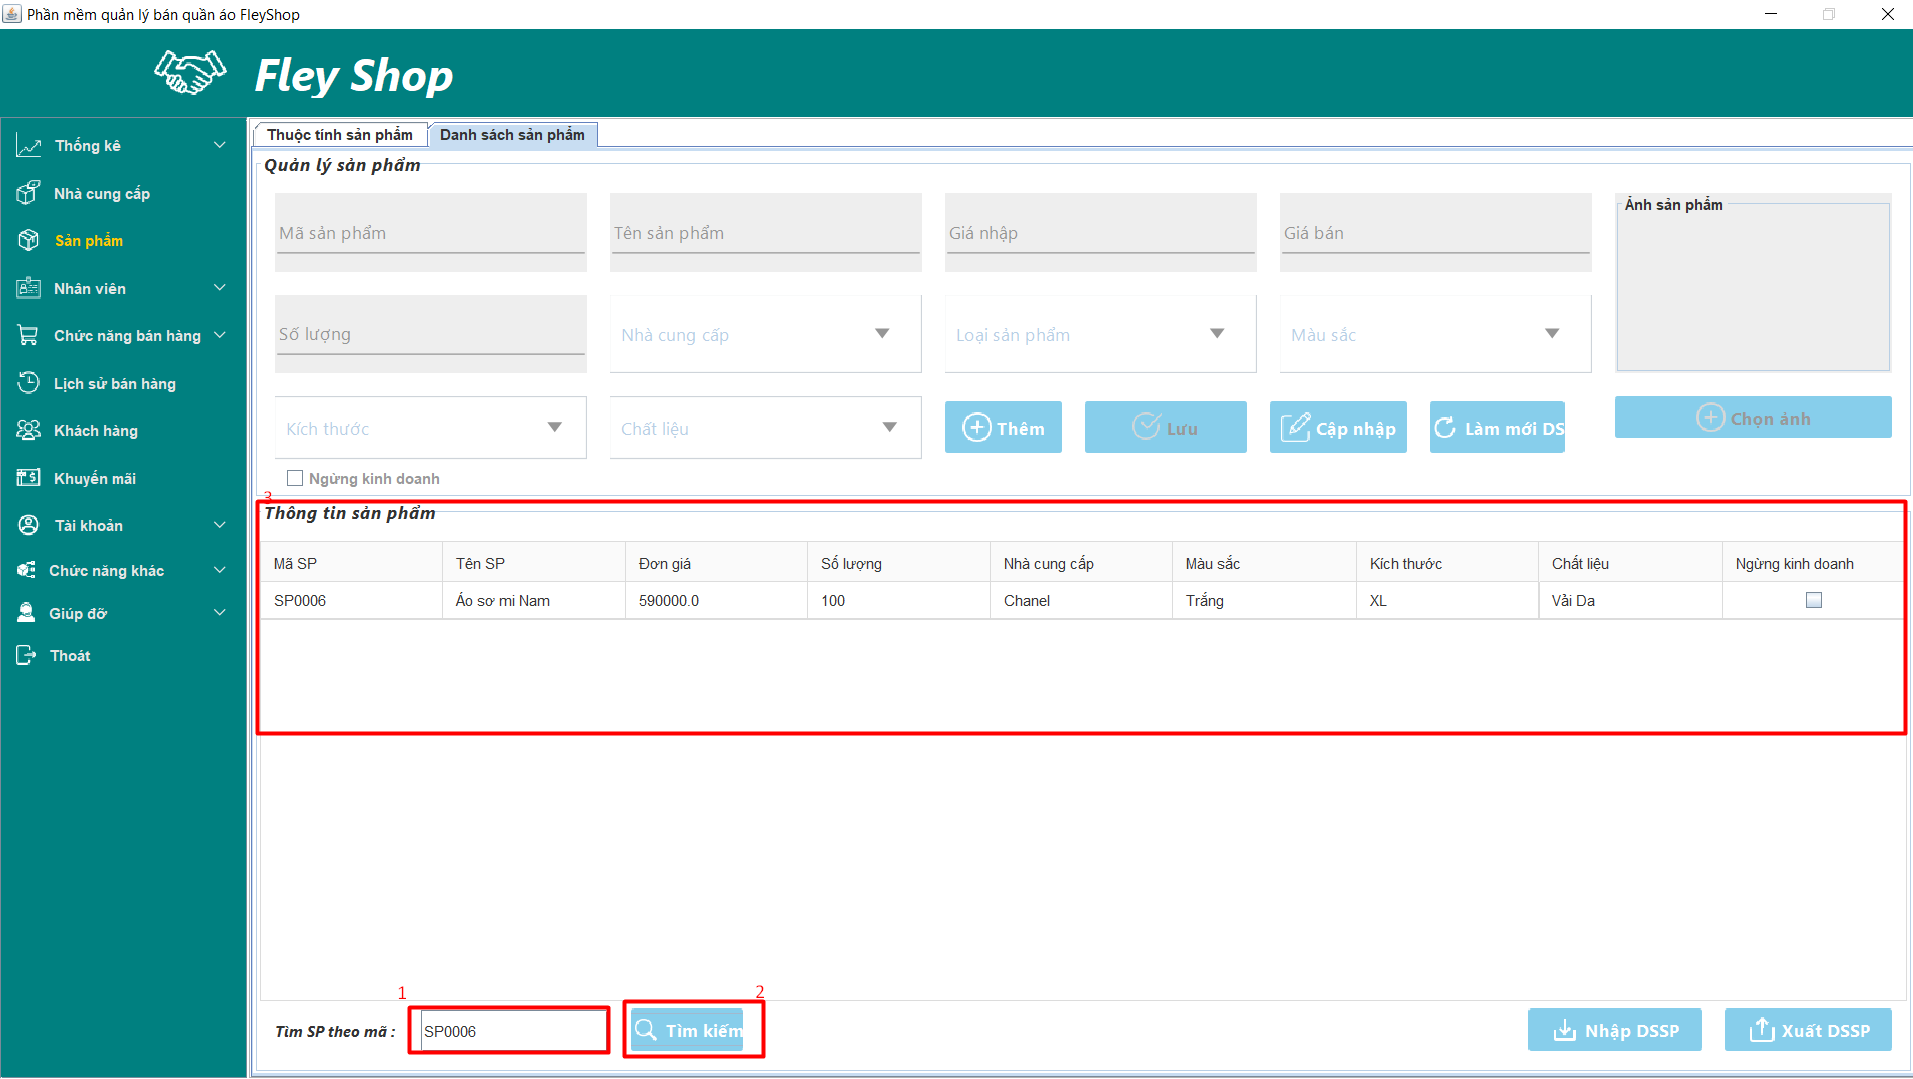 Phần mềm quản lý bán quần áo FleyShop
Fley Shop
Thống kê
Nhà cung cấp
Sản phẩm
Nhân viên
Chức năng bán hàng
Lịch sử bán hàng
Khách hàng
Khuyến mãi
Tài khoản
Chức năng khác
Giúp đỡ
Thoát
Thuộc tính sản phẩm Danh sách sản phẩm
Quản lý sản phẩm
Mã sản phẩm Tên sản phẩm Giá nhập Giá bán Ảnh sản phẩm
Số lượng Nhà cung cấp Loại sản phẩm Màu sắc
Kích thước Chất liệu Thêm Lưu Cập nhập Làm mới DS Chọn ảnh
Ngừng kinh doanh
3
Thông tin sản phẩm
Mã SP Tên SP Đơn giá Số lượng Nhà cung cấp Màu sắc Kích thước Chất liệu Ngừng kinh doanh
SP0006 Áo sơ mi Nam 590000.0 100 Chanel Trắng XL Vải Da
1 2
Tìm SP theo mã : SP0006 Tìm kiếm Nhập DSSP Xuất DSSP